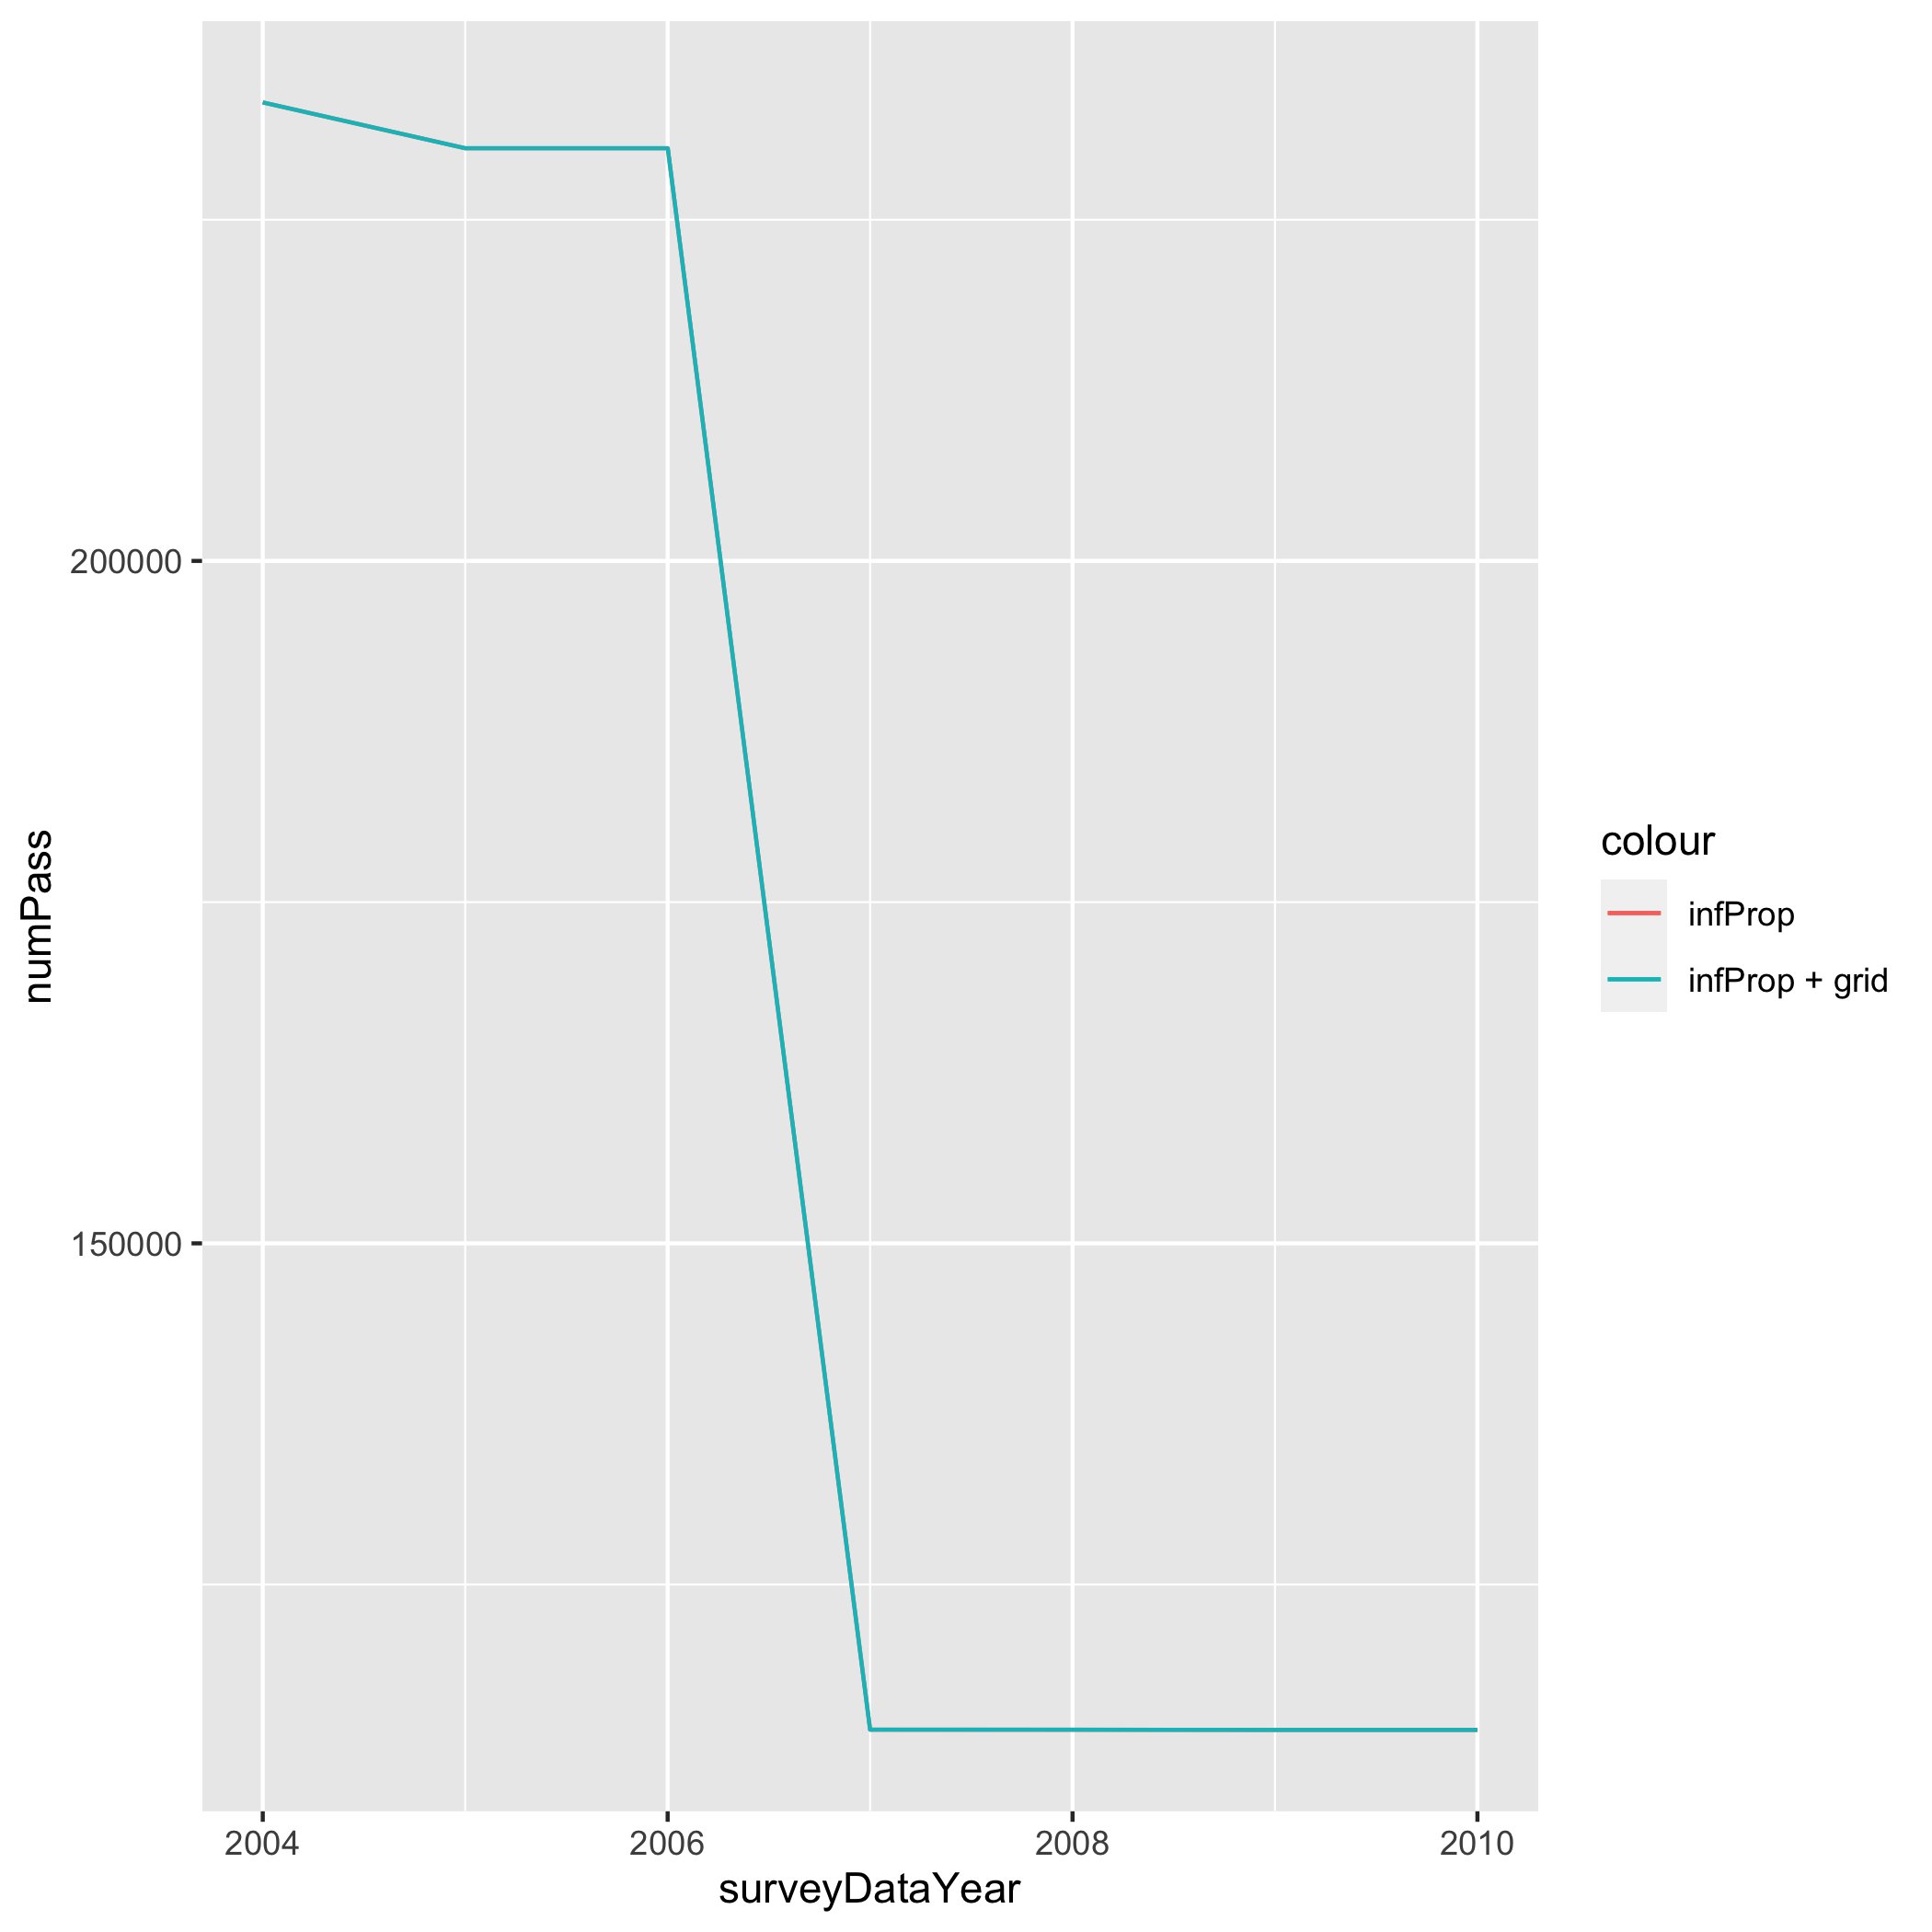 numPass
200000
150000
2004 2006 2008 2010
surveyDataYear
colour
infProp
infProp + grid